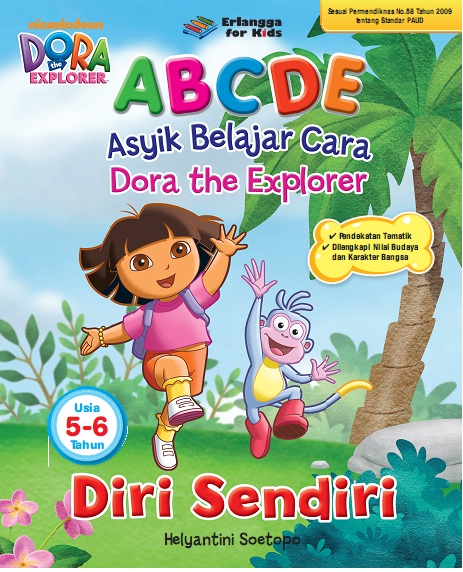 nickelodeon
DORA
the
EXPLORER
Erlangga
for Kids
Sesuai Permendiknas No.58 Tahun 2009
tentang Standar PAUD
ABCDE
Asyik Belajar Cara
Dora the Explorer
✓ Pendekatan Tematik
✓ Dilengkapi Nilai Budaya
dan Karakter Bangsa
Usia
5-6
Tahun
Diri Sendiri
Helyantini Soetopo